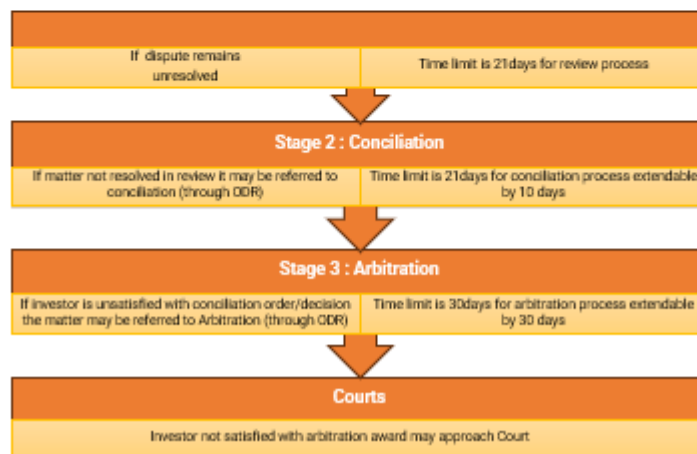 If dispute remains
unresolved
Time limit is 21days for review process
Stage 2 : Conciliation
If matter not resolved in review it may be referred to
conciliation (through ODR)
Time limit is 21days for conciliation process extendable
by 10 days
Stage 3 : Arbitration
If investor is unsatisfied with conciliation order/decision
the matter may be referred to Arbitration (through ODR)
Time limit is 30days for arbitration process extendable
by 30 days
Courts
Investor not satisfied with arbitration award may approach Court